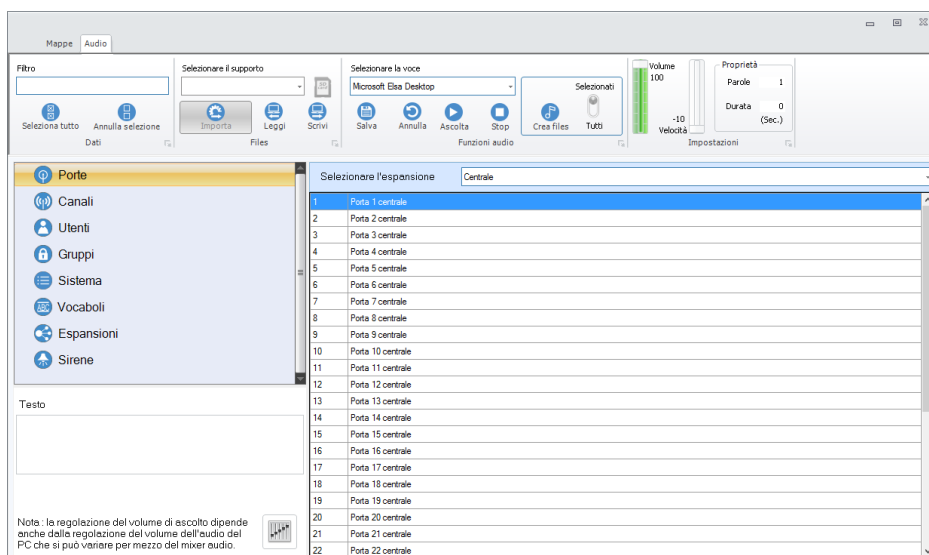 Mappe Audio
Filtro
Selezionare il supporto
Selezionare la voce
Microsoft Elsa Desktop
Selezionati
Volume
100
Proprietà
Parole 1
Durata 0
(Sec.)
-10
Velocità
Seleziona tutto Annulla selezione
Importa Leggi Scrivi
Salva Annulla Ascolta Stop
Crea files Tutti
Dati
Files
Funzioni audio
Impostazioni
Porte
Canali
Utenti
Gruppi
Sistema
ABC Vocaboli
Espansioni
Sirene
Testo
Nota : la regolazione del volume di ascolto dipende
anche dalla regolazione del volume dell'audio del
PC che si può variare per mezzo del mixer audio.
Selezionare l'espansione Centrale
1 Porta 1 centrale
2 Porta 2 centrale
3 Porta 3 centrale
4 Porta 4 centrale
5 Porta 5 centrale
6 Porta 6 centrale
7 Porta 7 centrale
8 Porta 8 centrale
9 Porta 9 centrale
10 Porta 10 centrale
11 Porta 11 centrale
12 Porta 12 centrale
13 Porta 13 centrale
14 Porta 14 centrale
15 Porta 15 centrale
16 Porta 16 centrale
17 Porta 17 centrale
18 Porta 18 centrale
19 Porta 19 centrale
20 Porta 20 centrale
21 Porta 21 centrale
22 Porta 22 centrale